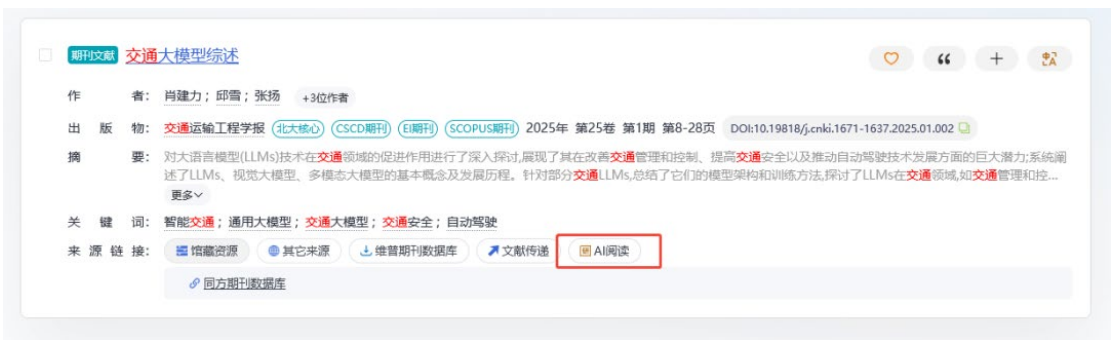 期刊文献 交通大模型综述
作者： 肖建力； 邱雪； 张扬 +3位作者
出版物： 交通运输工程学报 北大核心 CSCD期刊 EI期刊 SCOPUS期刊 2025年 第25卷 第1期 第8-28页 DOI:10.19818/j.cnki.1671-1637.2025.01.002
摘要： 对大语言模型(LLMs)技术在交通领域的促进作用进行了深入探讨,展现了其在改善交通管理和控制、提高交通安全以及推动自动驾驶技术发展方面的巨大潜力;系统阐
述了LLMs、视觉大模型、多模态大模型的基本概念及发展历程。针对部分交通LLMs,总结了它们的模型架构和训练方法,探讨了LLMs在交通领域,如交通管理和控...
更多
关键词： 智能交通； 通用大模型； 交通大模型； 交通安全； 自动驾驶
来源链接： 馆藏资源 其它来源 维普期刊数据库 文献传递 AI阅读
同方期刊数据库